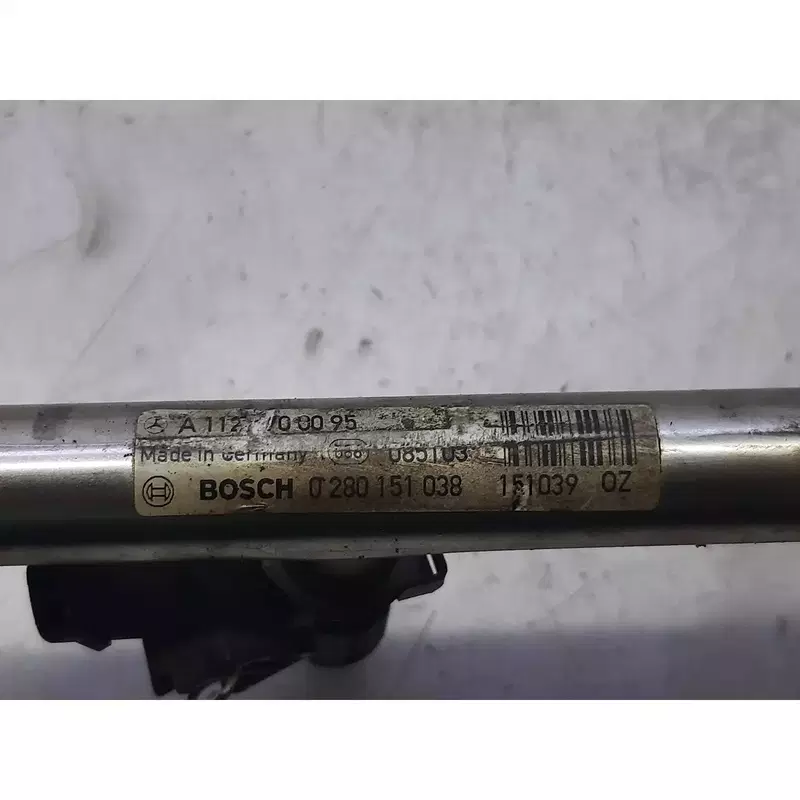 A 112 70 00 95
Made in Germany 085103
BOSCH 0 280 151 038 151039 OZ